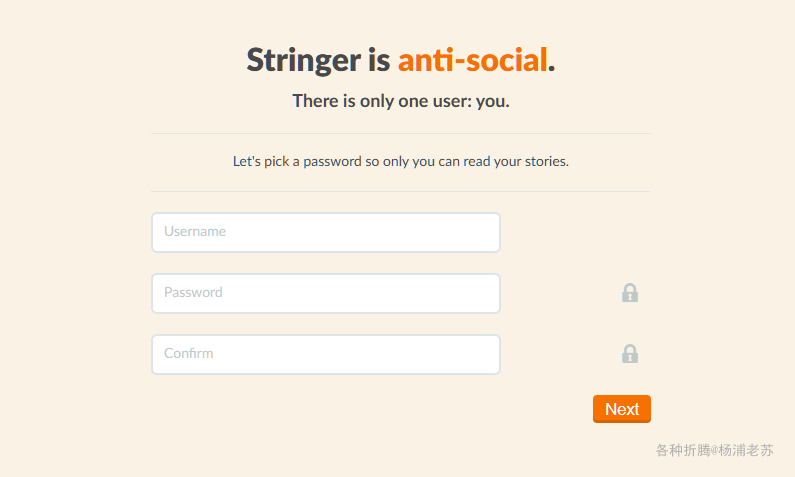 Stringer is anti-social.
There is only one user: you.
Let's pick a password so only you can read your stories.
Username
Password
Confirm
Next
各种折腾@杨浦老苏